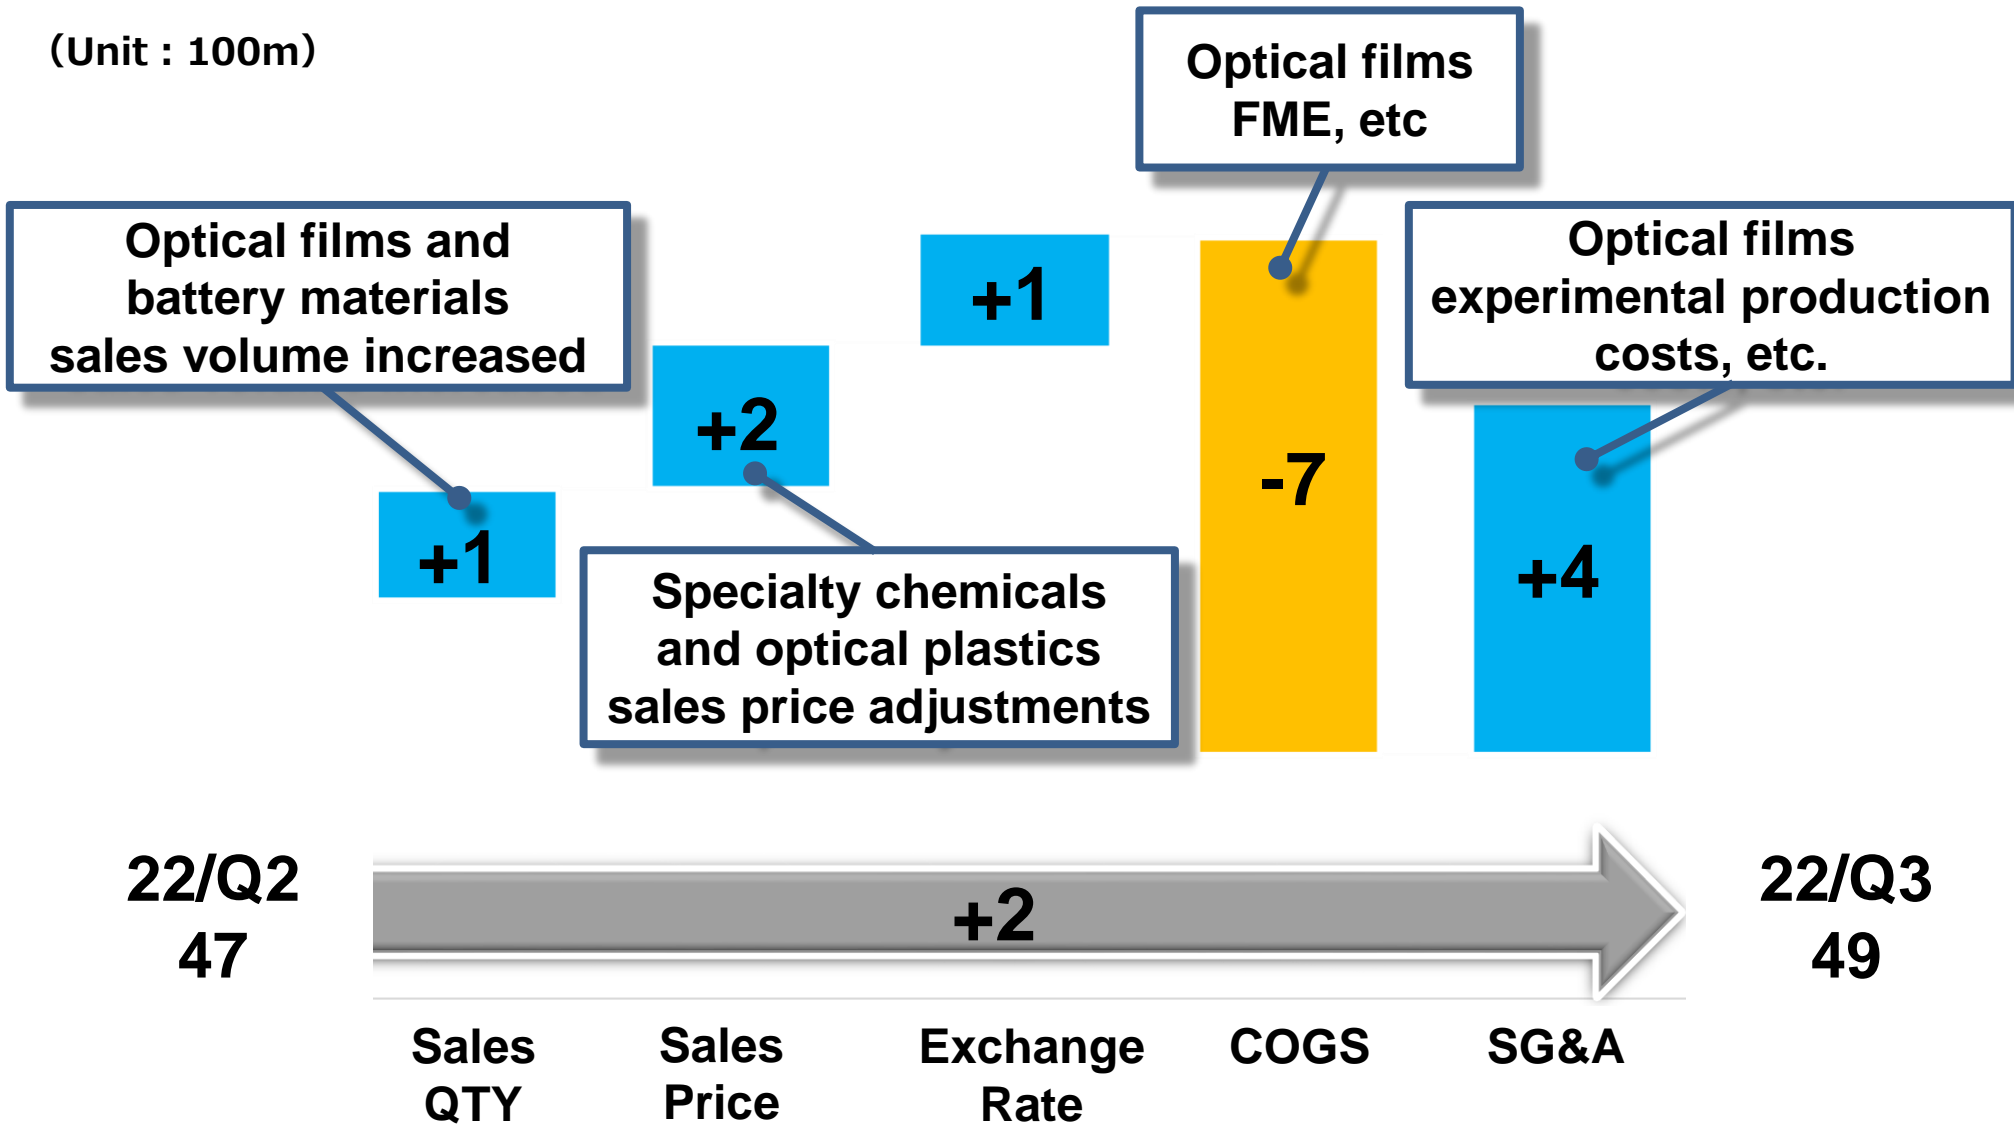 （Unit : 100m）
Optical films
FME, etc
Optical films and
battery materials
sales volume increased
Optical films
experimental production
costs, etc.
+1
+2
+1
-7
+4
Specialty chemicals
and optical plastics
sales price adjustments
22/Q2
47
+2
22/Q3
49
Sales
QTY
Sales
Price
Exchange
Rate
COGS
SG&A